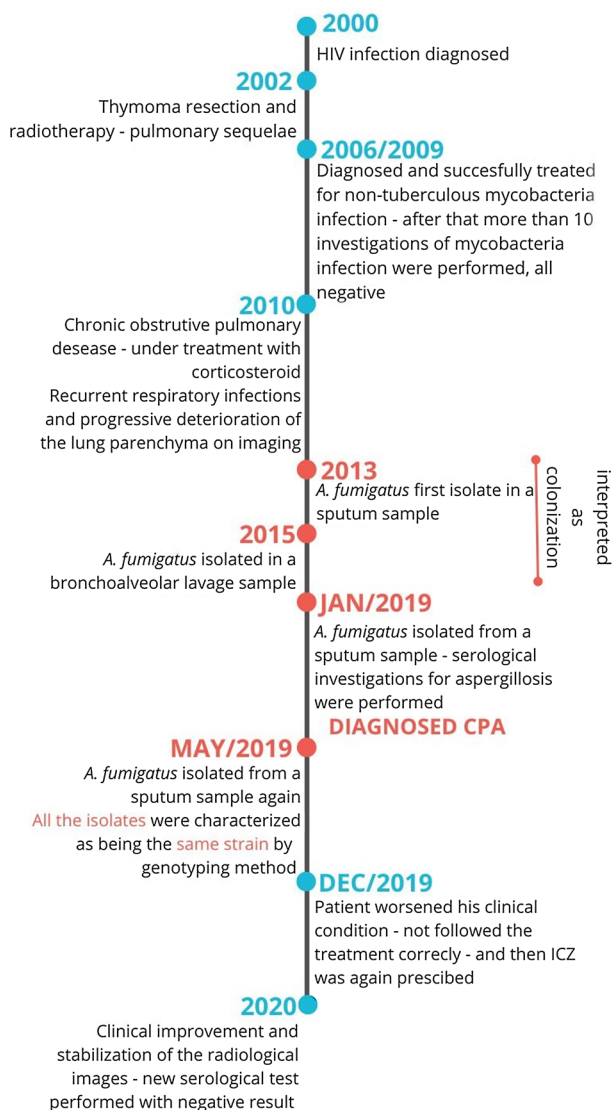 2000
HIV infection diagnosed
2002
Thymoma resection and
radiotherapy - pulmonary sequelae
2006/2009
Diagnosed and succesfully treated
for non-tuberculous mycobacteria
infection - after that more than 10
investigations of mycobacteria
infection were performed, all
negative
2010
Chronic obstrutive pulmonary
desease - under treatment with
corticosteroid
Recurrent respiratory infections
and progressive deterioration of
the lung parenchyma on imaging
2013
A. fumigatus first isolate in a
sputum sample
interpreted
as
colonization
2015
A. fumigatus isolated in a
bronchoalveolar lavage sample
JAN/2019
A. fumigatus isolated from a
sputum sample - serological
investigations for aspergillosis
were performed
DIAGNOSED CPA
MAY/2019
A. fumigatus isolated from a
sputum sample again
All the isolates were characterized
as being the same strain by
genotyping method
DEC/2019
Patient worsened his clinical
condition - not followed the
treatment correcly - and then ICZ
was again prescibed
2020
Clinical improvement and
stabilization of the radiological
images - new serological test
performed with negative result